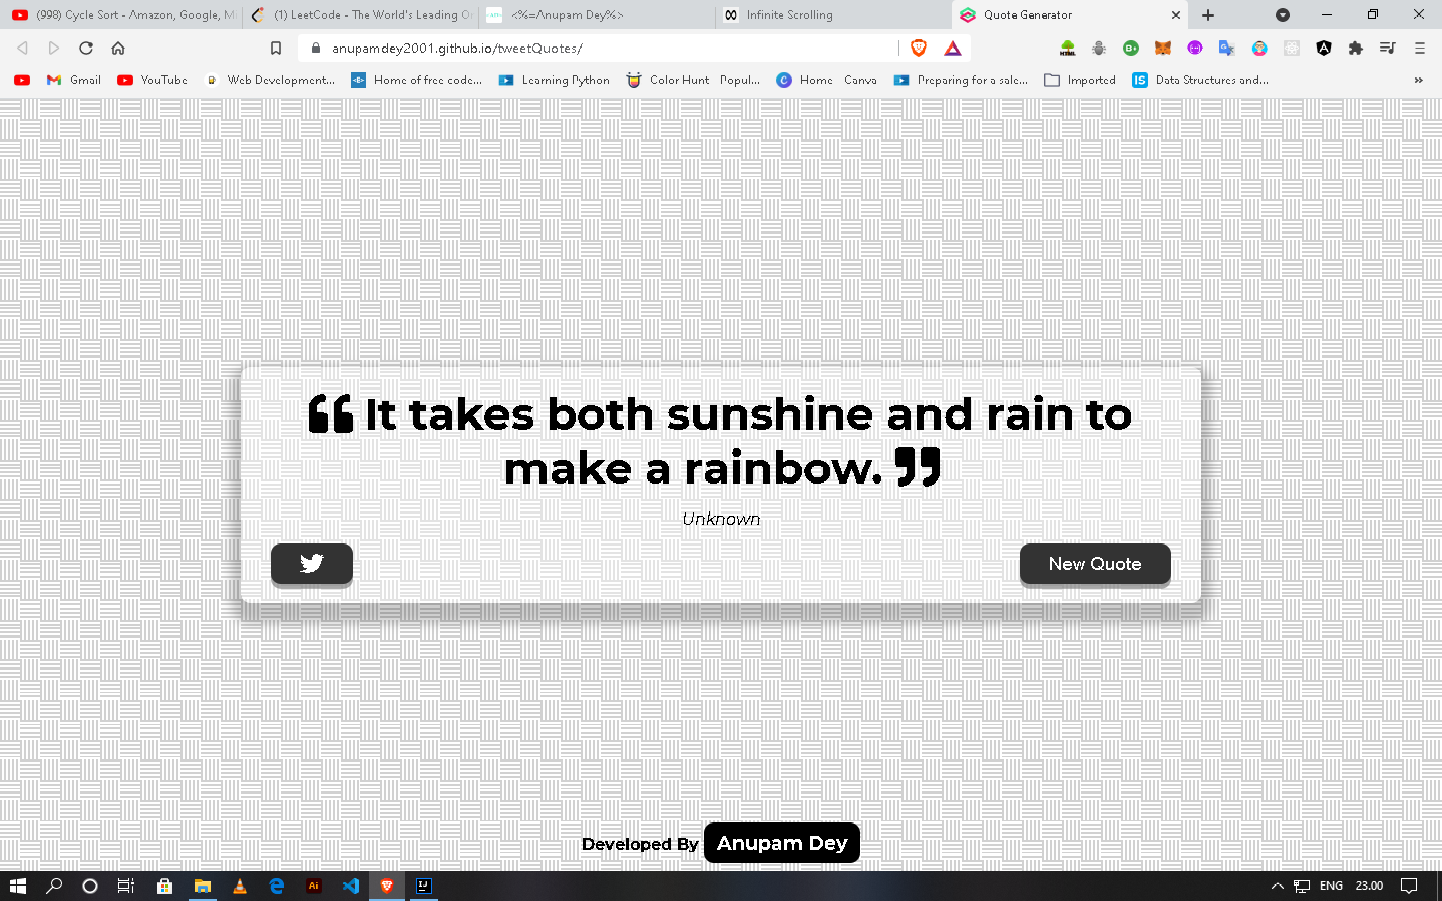 (998) Cycle Sort - Amazon, Google, Mi
(1) LeetCode - The World's Leading On
<%=Anupam Dey%>
Infinite Scrolling
Quote Generator
anupamdey2001.github.io/tweetQuotes/
Gmail
YouTube
Web Development...
Home of free code...
Learning Python
Color Hunt - Popul...
Home - Canva
Preparing for a sale...
Imported
Data Structures and...
»
“ It takes both sunshine and rain to
make a rainbow. ”
Unknown
New Quote
Developed By Anupam Dey
ENG 23.00